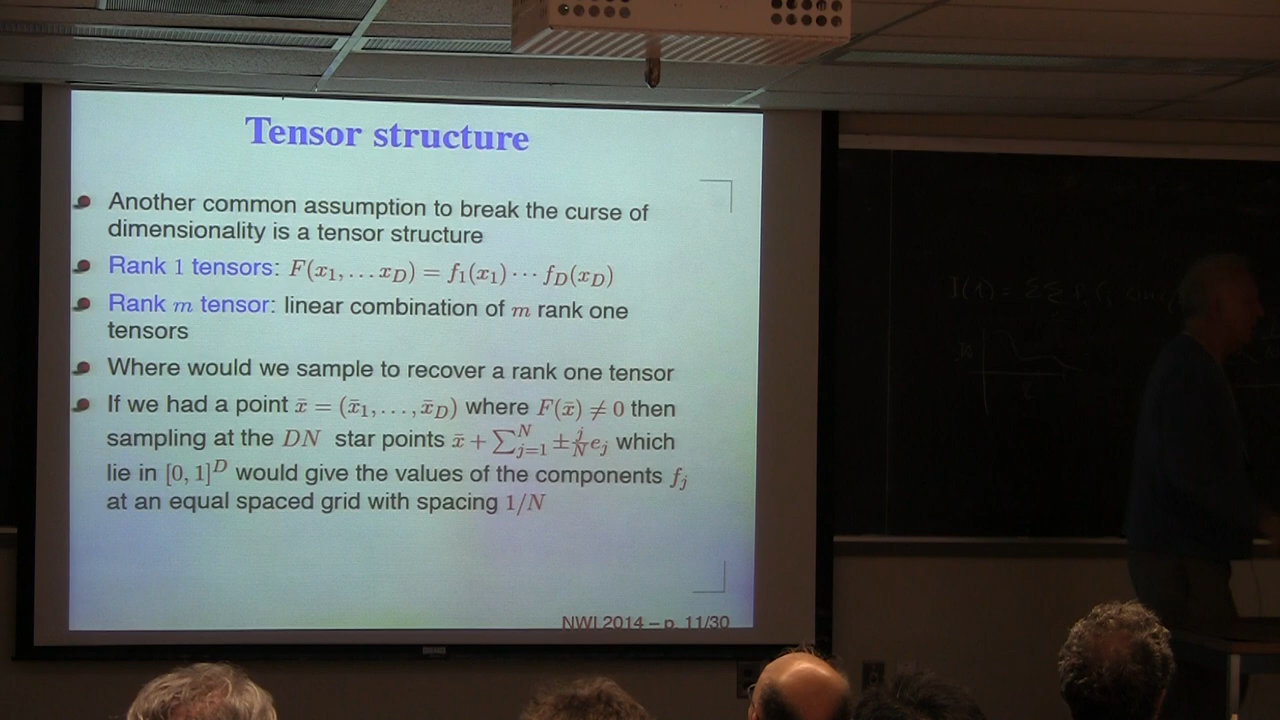 Tensor structure
Another common assumption to break the curse of
dimensionality is a tensor structure
Rank 1 tensors: F(x₁, … x_D) = f₁(x₁) ⋯ f_D(x_D)
Rank m tensor: linear combination of m rank one
tensors
Where would we sample to recover a rank one tensor
If we had a point x̄ = (x̄₁, …, x̄_D) where F(x̄) ≠ 0 then
sampling at the DN star points x̄ + ∑_{j=1}^{N} ± j/N e_j which
lie in [0, 1]^D would give the values of the components f_j
at an equal spaced grid with spacing 1/N
NWI 2014 – p. 11/30